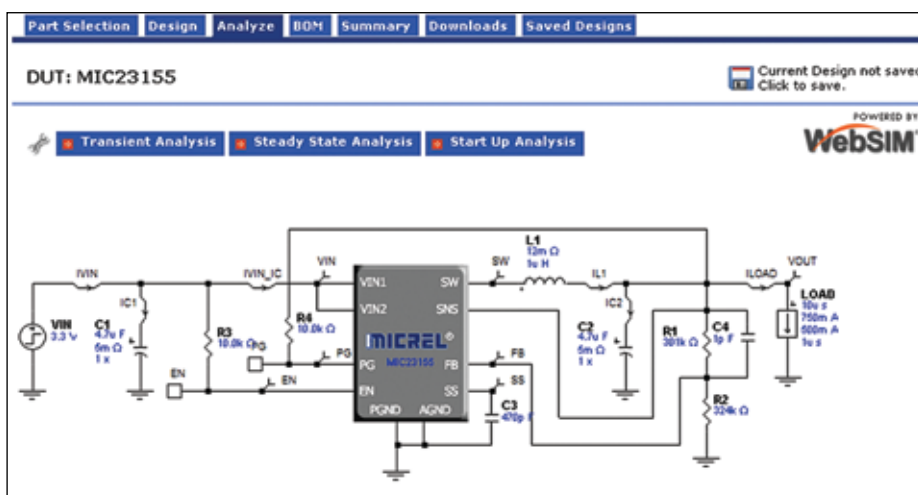 Part Selection Design Analyze BOM Summary Downloads Saved Designs
DUT: MIC23155
Current Design not saved
Click to save.
POWERED BY
WebSIM
Transient Analysis Steady State Analysis Start Up Analysis
IVIN
IC1
VIN
3.3 V
C1
4.7u F
5m Ω
1 x
R3
10.0k Ω
EN
EN
IVIN_IC
VIN
R4
10.0k Ω
PG
PG
VIN1
VIN2
PG
EN
PGND
AGND
SW
SNS
FB
SS
MICREL®
MIC23155
SW
L1
12m Ω
1u H
IL1
IC2
C2
4.7u F
5m Ω
1 x
FB
SS
C3
470p F
R1
301k Ω
C4
1p F
R2
324k Ω
ILOAD
VOUT
LOAD
10u s
750m A
500m A
1u s